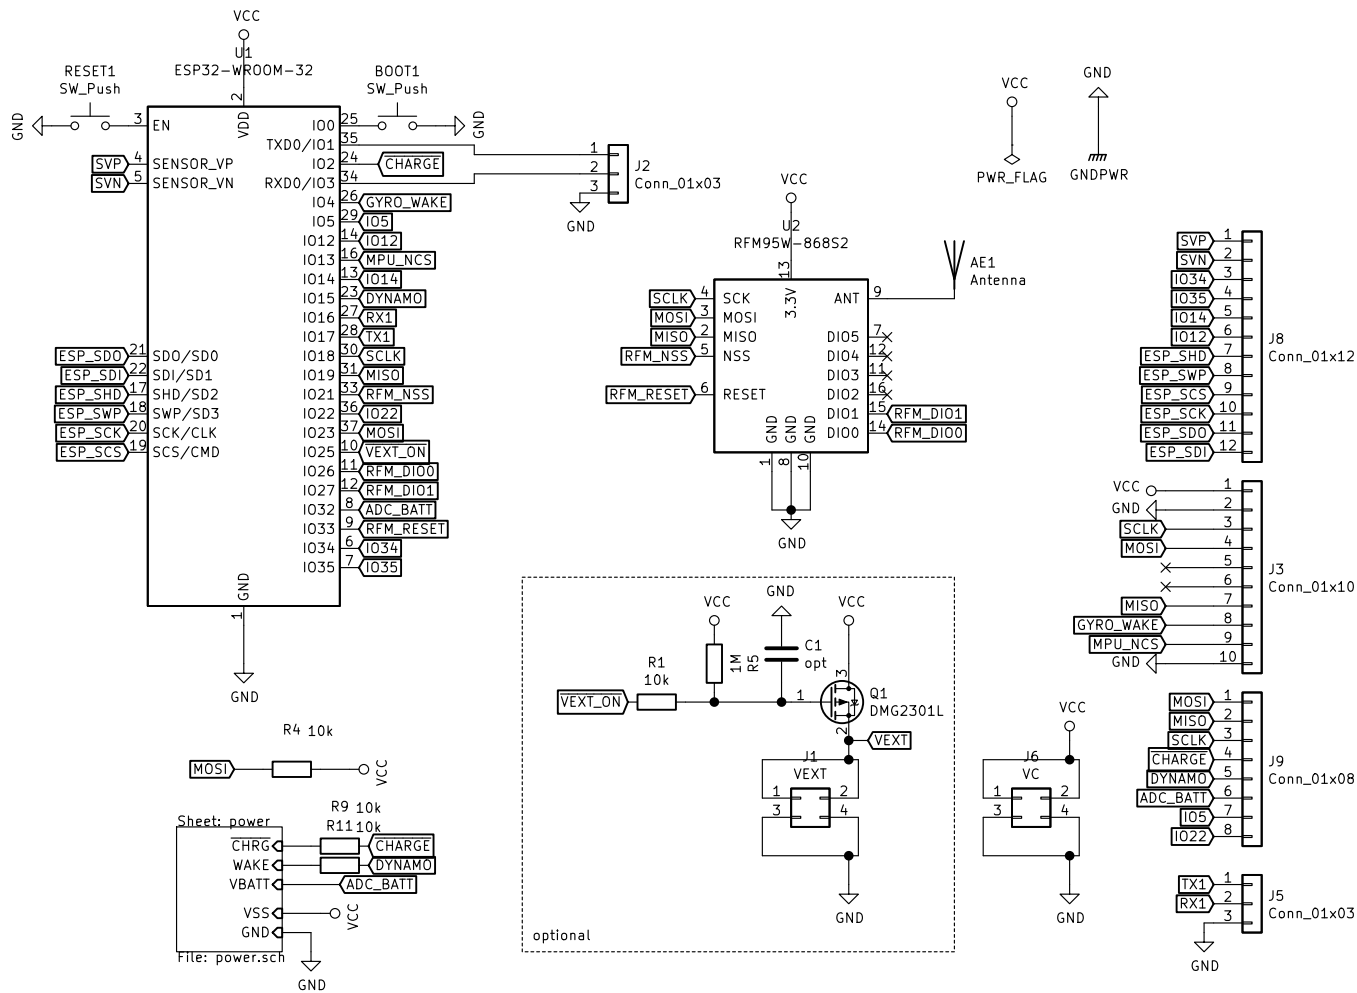 VCC
U1
ESP32-WROOM-32
RESET1
SW_Push
BOOT1
SW_Push
GND
3 EN
2
VDD
IO0 25
GND
TXD0/IO1 35
IO2 24 CHARGE
RXD0/IO3 34
SVP 4 SENSOR_VP
SVN 5 SENSOR_VN
IO4 26 GYRO_WAKE
IO5 29 IO5
IO12 14 IO12
IO13 16 MPU_NCS
IO14 13 IO14
IO15 23 DYNAMO
IO16 27 RX1
IO17 28 TX1
IO18 30 SCLK
IO19 31 MISO
IO21 33 RFM_NSS
IO22 36 IO22
IO23 37 MOSI
IO25 10 VEXT_ON
IO26 11 RFM_DIO0
IO27 12 RFM_DIO1
IO32 8 ADC_BATT
IO33 9 RFM_RESET
IO34 6 IO34
IO35 7 IO35
ESP_SDO 21 SDO/SD0
ESP_SDI 22 SDI/SD1
ESP_SHD 17 SHD/SD2
ESP_SWP 18 SWP/SD3
ESP_SCK 20 SCK/CLK
ESP_SCS 19 SCS/CMD
GND
1
GND
1
2
3
J2
Conn_01x03
GND
VCC
PWR_FLAG
GND
GNDPWR
VCC
U2
RFM95W-868S2
13
3.3V
SCLK 4 SCK
MOSI 3 MOSI
MISO 2 MISO
RFM_NSS 5 NSS
RFM_RESET 6 RESET
ANT 9
AE1
Antenna
DIO5 7
DIO4 12
DIO3 11
DIO2 16
DIO1 15 RFM_DIO1
DIO0 14 RFM_DIO0
GND GND GND
1 8 10
GND
SVP 1
SVN 2
IO34 3
IO35 4
IO14 5
IO12 6
ESP_SHD 7
ESP_SWP 8
ESP_SCS 9
ESP_SCK 10
ESP_SDO 11
ESP_SDI 12
J8
Conn_01x12
VCC 1
GND 2
SCLK 3
MOSI 4
5
6
MISO 7
GYRO_WAKE 8
MPU_NCS 9
GND 10
J3
Conn_01x10
MOSI 1
MISO 2
SCLK 3
CHARGE 4
DYNAMO 5
ADC_BATT 6
IO5 7
IO22 8
J9
Conn_01x08
TX1 1
RX1 2
3
J5
Conn_01x03
GND
VCC
GND
VCC
1M
R5
C1
opt
R1
10k
VEXT_ON
1
3
2
Q1
DMG2301L
VEXT
J1
VEXT
1 2
3 4
GND
optional
VCC
J6
VC
1 2
3 4
GND
R4 10k
MOSI
VCC
R9 10k
R11 10k
Sheet: power
CHRG CHARGE
WAKE DYNAMO
VBATT ADC_BATT
VSS VCC
GND
File: power.sch
GND